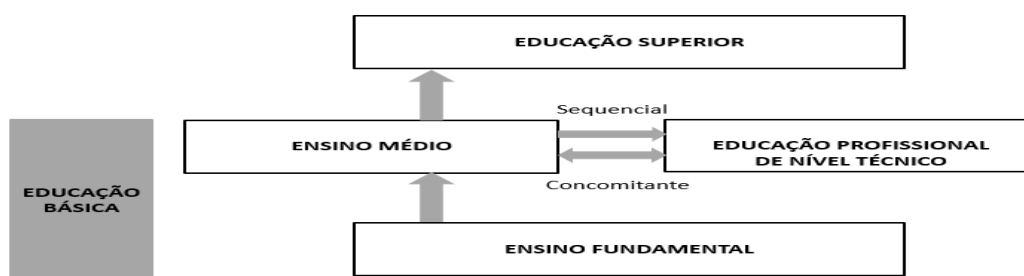 EDUCAÇÃO SUPERIOR
Sequencial
ENSINO MÉDIO
EDUCAÇÃO PROFISSIONAL
DE NÍVEL TÉCNICO
Concomitante
EDUCAÇÃO
BÁSICA
ENSINO FUNDAMENTAL